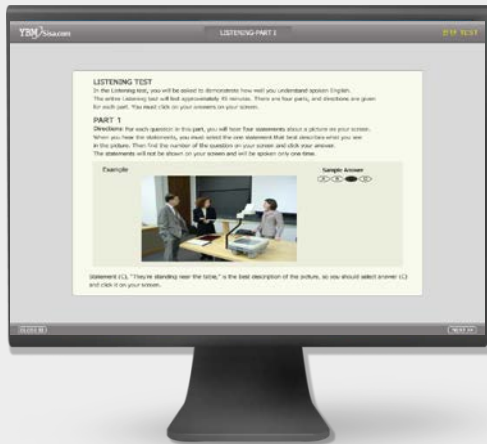 YBM Sisa.com
LISTENING-PART I
LISTENING TEST
In the Listening test, you will be asked to demonstrate how well you understand spoken English.
The entire Listening test will last approximately 45 minutes. There are four parts, and directions are given
for each part. You must click on your answers on your screen.
PART 1
Directions: For each question in this part, you will hear four statements about a picture on your screen.
When you hear the statements, you must select the one statement that best describes what you see
in the picture. Then find the number of the question on your screen and click your answer.
The statements will not be shown on your screen and will be spoken only one time.
Example
Sample Answer
Statement (C), "They're standing near the table," is the best description of the picture, so you should select answer (C)
and click it on your screen.
NEXT